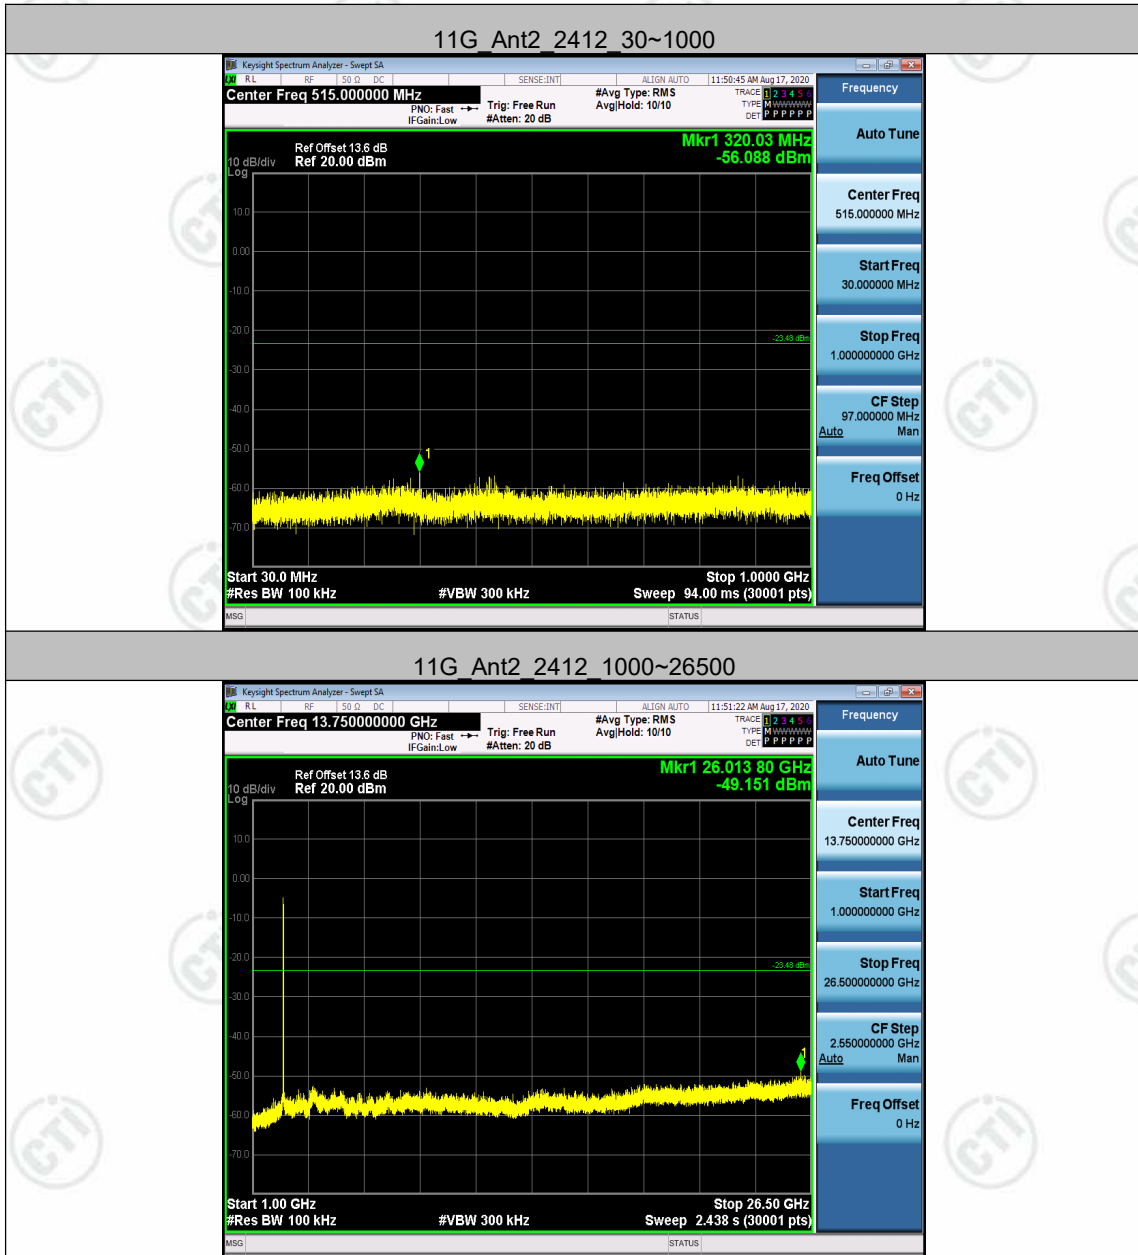 11G_Ant2_2412_30~1000
Keysight Spectrum Analyzer - Swept SA
LXI RL RF 50 Ω DC SENSE:INT ALIGN AUTO 11:50:45 AM Aug 17, 2020
Center Freq 515.000000 MHz #Avg Type: RMS TRACE 1 2 3 4 5 6
PNO: Fast Trig: Free Run Avg|Hold: 10/10 TYPE M WWWWW
IFGain:Low #Atten: 20 dB DET P P P P P P
Mkr1 320.03 MHz
Ref Offset 13.6 dB
10 dB/div Ref 20.00 dBm -56.088 dBm
Log
10.0
0.00
-10.0
-20.0
-23.48 dBm
-30.0
-40.0
-50.0
1
-60.0
-70.0
Start 30.0 MHz Stop 1.0000 GHz
#Res BW 100 kHz #VBW 300 kHz Sweep 94.00 ms (30001 pts)
MSG STATUS
Frequency
Auto Tune
Center Freq
515.000000 MHz
Start Freq
30.000000 MHz
Stop Freq
1.000000000 GHz
CF Step
97.000000 MHz
Auto Man
Freq Offset
0 Hz
11G_Ant2_2412_1000~26500
Keysight Spectrum Analyzer - Swept SA
LXI RL RF 50 Ω DC SENSE:INT ALIGN AUTO 11:51:22 AM Aug 17, 2020
Center Freq 13.750000000 GHz #Avg Type: RMS TRACE 1 2 3 4 5 6
PNO: Fast Trig: Free Run Avg|Hold: 10/10 TYPE M WWWWW
IFGain:Low #Atten: 20 dB DET P P P P P P
Mkr1 26.013 80 GHz
Ref Offset 13.6 dB
10 dB/div Ref 20.00 dBm -49.151 dBm
Log
10.0
0.00
-10.0
-20.0
-23.48 dBm
-30.0
-40.0
1
-50.0
-60.0
-70.0
Start 1.00 GHz Stop 26.50 GHz
#Res BW 100 kHz #VBW 300 kHz Sweep 2.438 s (30001 pts)
MSG STATUS
Frequency
Auto Tune
Center Freq
13.750000000 GHz
Start Freq
1.000000000 GHz
Stop Freq
26.500000000 GHz
CF Step
2.550000000 GHz
Auto Man
Freq Offset
0 Hz
CTI
CTI
CTI
CTI
CTI
CTI